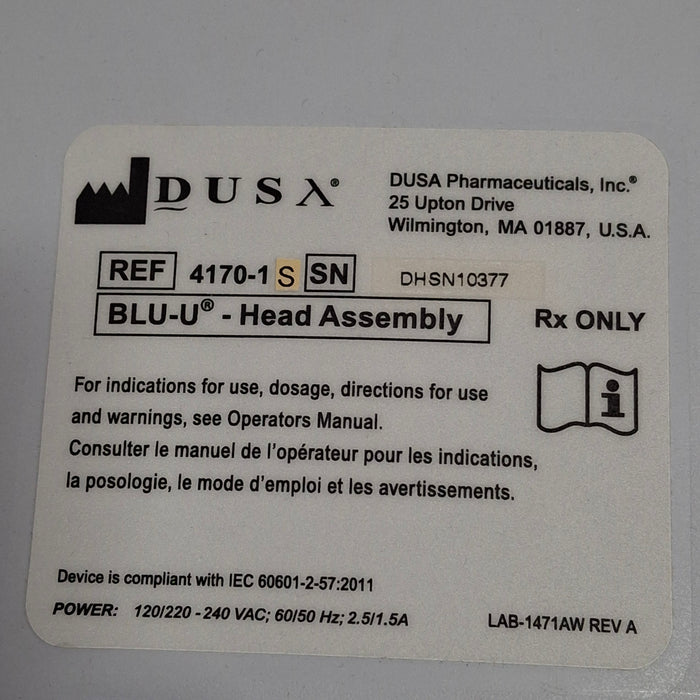 DUSA®
DUSA Pharmaceuticals, Inc.®
25 Upton Drive
Wilmington, MA 01887, U.S.A.
REF 4170-1 S SN DHSN10377
BLU-U® - Head Assembly
Rx ONLY
For indications for use, dosage, directions for use
and warnings, see Operators Manual.
Consulter le manuel de l'opérateur pour les indications,
la posologie, le mode d'emploi et les avertissements.
Device is compliant with IEC 60601-2-57:2011
POWER: 120/220 - 240 VAC; 60/50 Hz; 2.5/1.5A
LAB-1471AW REV A